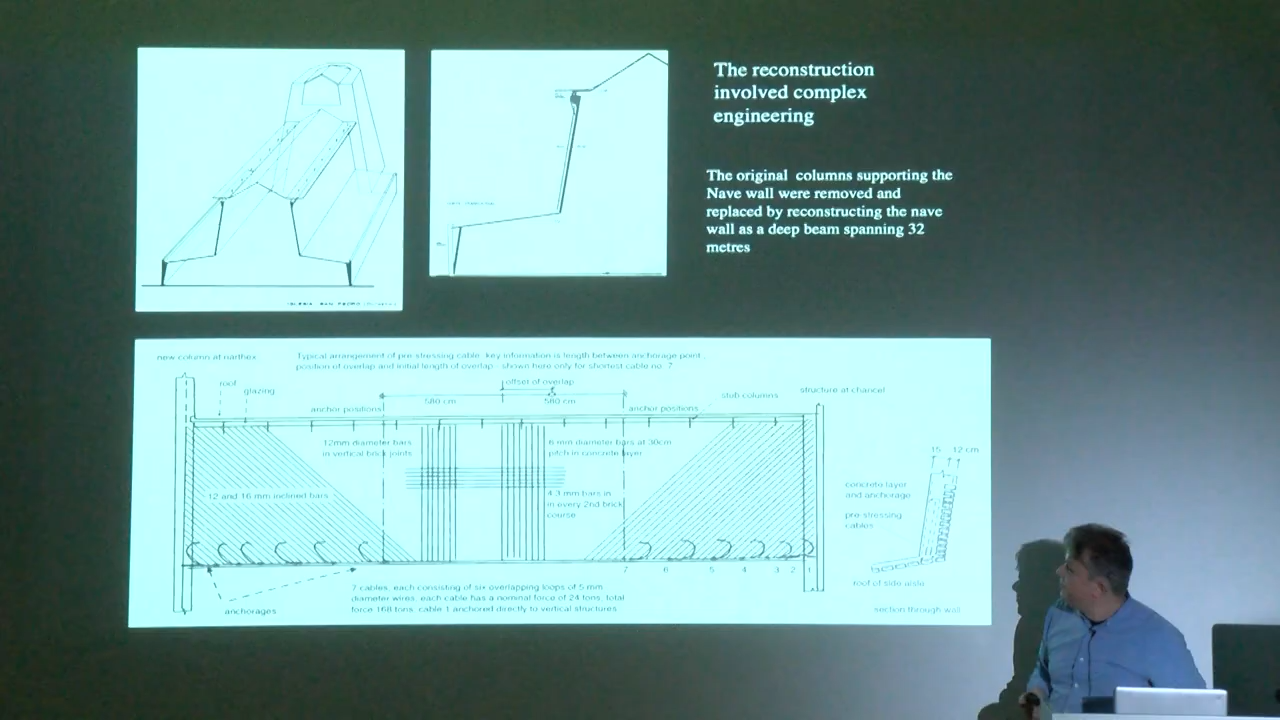 The reconstruction
involved complex
engineering
The original columns supporting the
Nave wall were removed and
replaced by reconstructing the nave
wall as a deep beam spanning 32
metres
new column at narthex
Typical arrangement of pre stressing cable. key information is length between anchorage point,
position of overlap and initial length of overlap - shown here only for shortest cable no. 7
roof
glazing
offset of overlap
580 cm
580 cm
stub columns
structure at chancel
anchor positions
anchor positions
12mm diameter bars
in vertical brick joints
6 mm diameter bars at 30cm
pitch in concrete layer
12 and 16 mm inclined bars
4.3 mm bars in
in every 2nd brick
course
15 12 cm
concrete layer
and anchorage
pre-stressing
cables
7 6 5 4 3 2 1
roof of side aisle
anchorages
7 cables, each consisting of six overlapping loops of 5 mm
diameter wires, each cable has a nominal force of 24 tons, total
force 168 tons, cable 1 anchored directly to vertical structures
section through wall